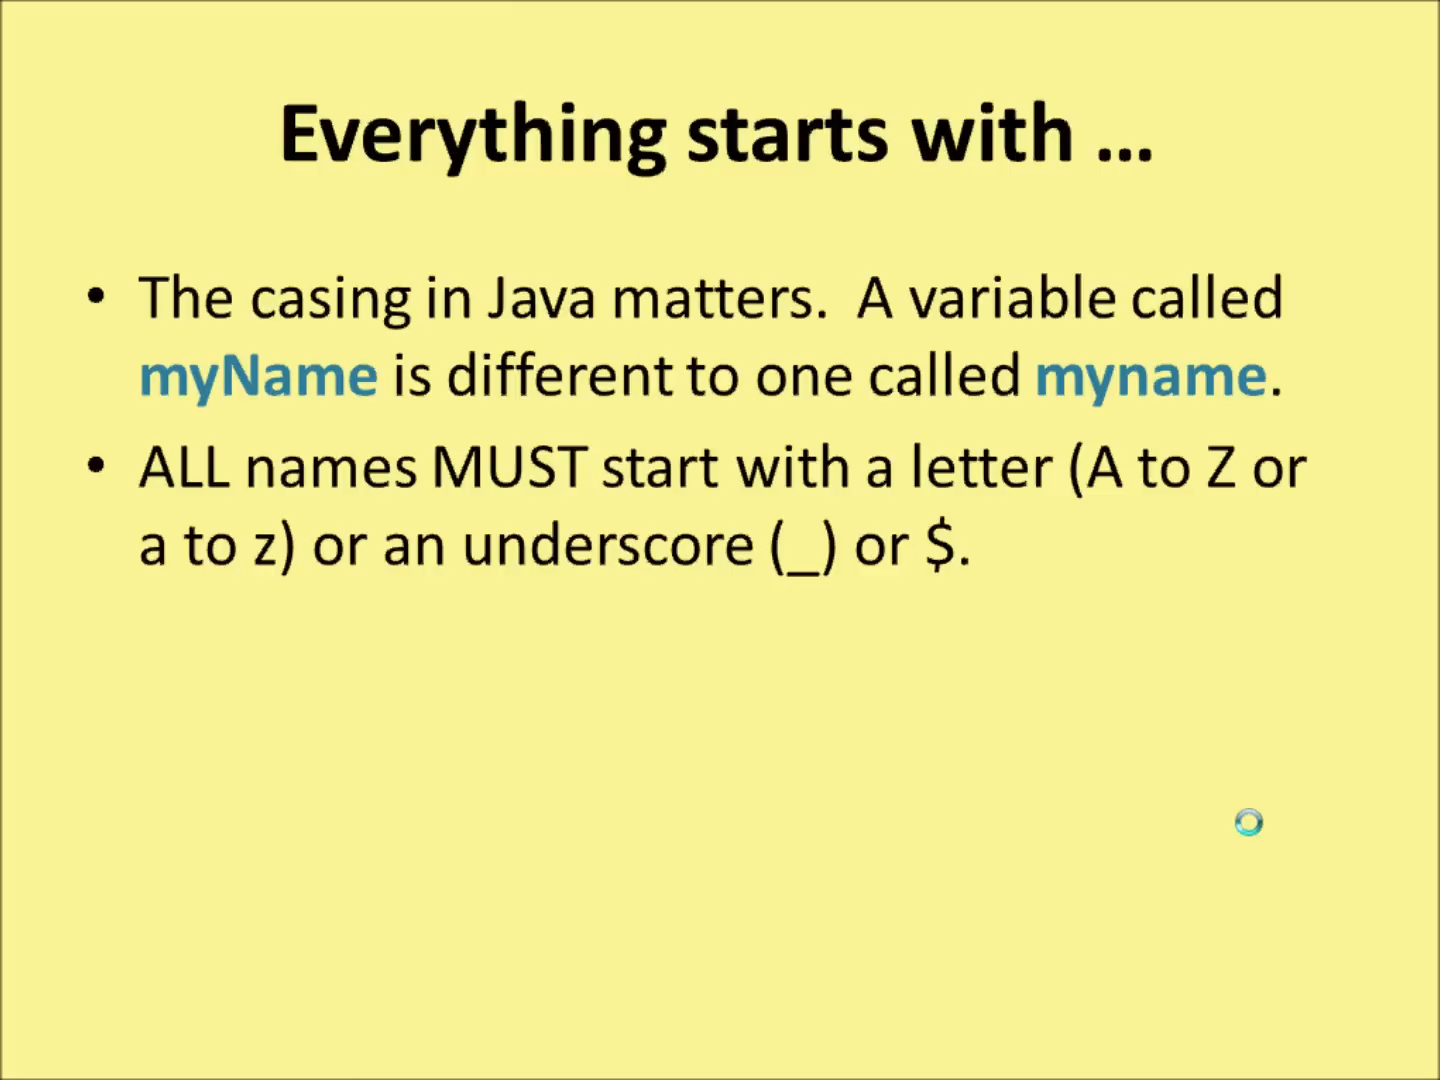 Everything starts with ...
• The casing in Java matters.  A variable called
myName is different to one called myname.
• ALL names MUST start with a letter (A to Z or
a to z) or an underscore (_) or $.